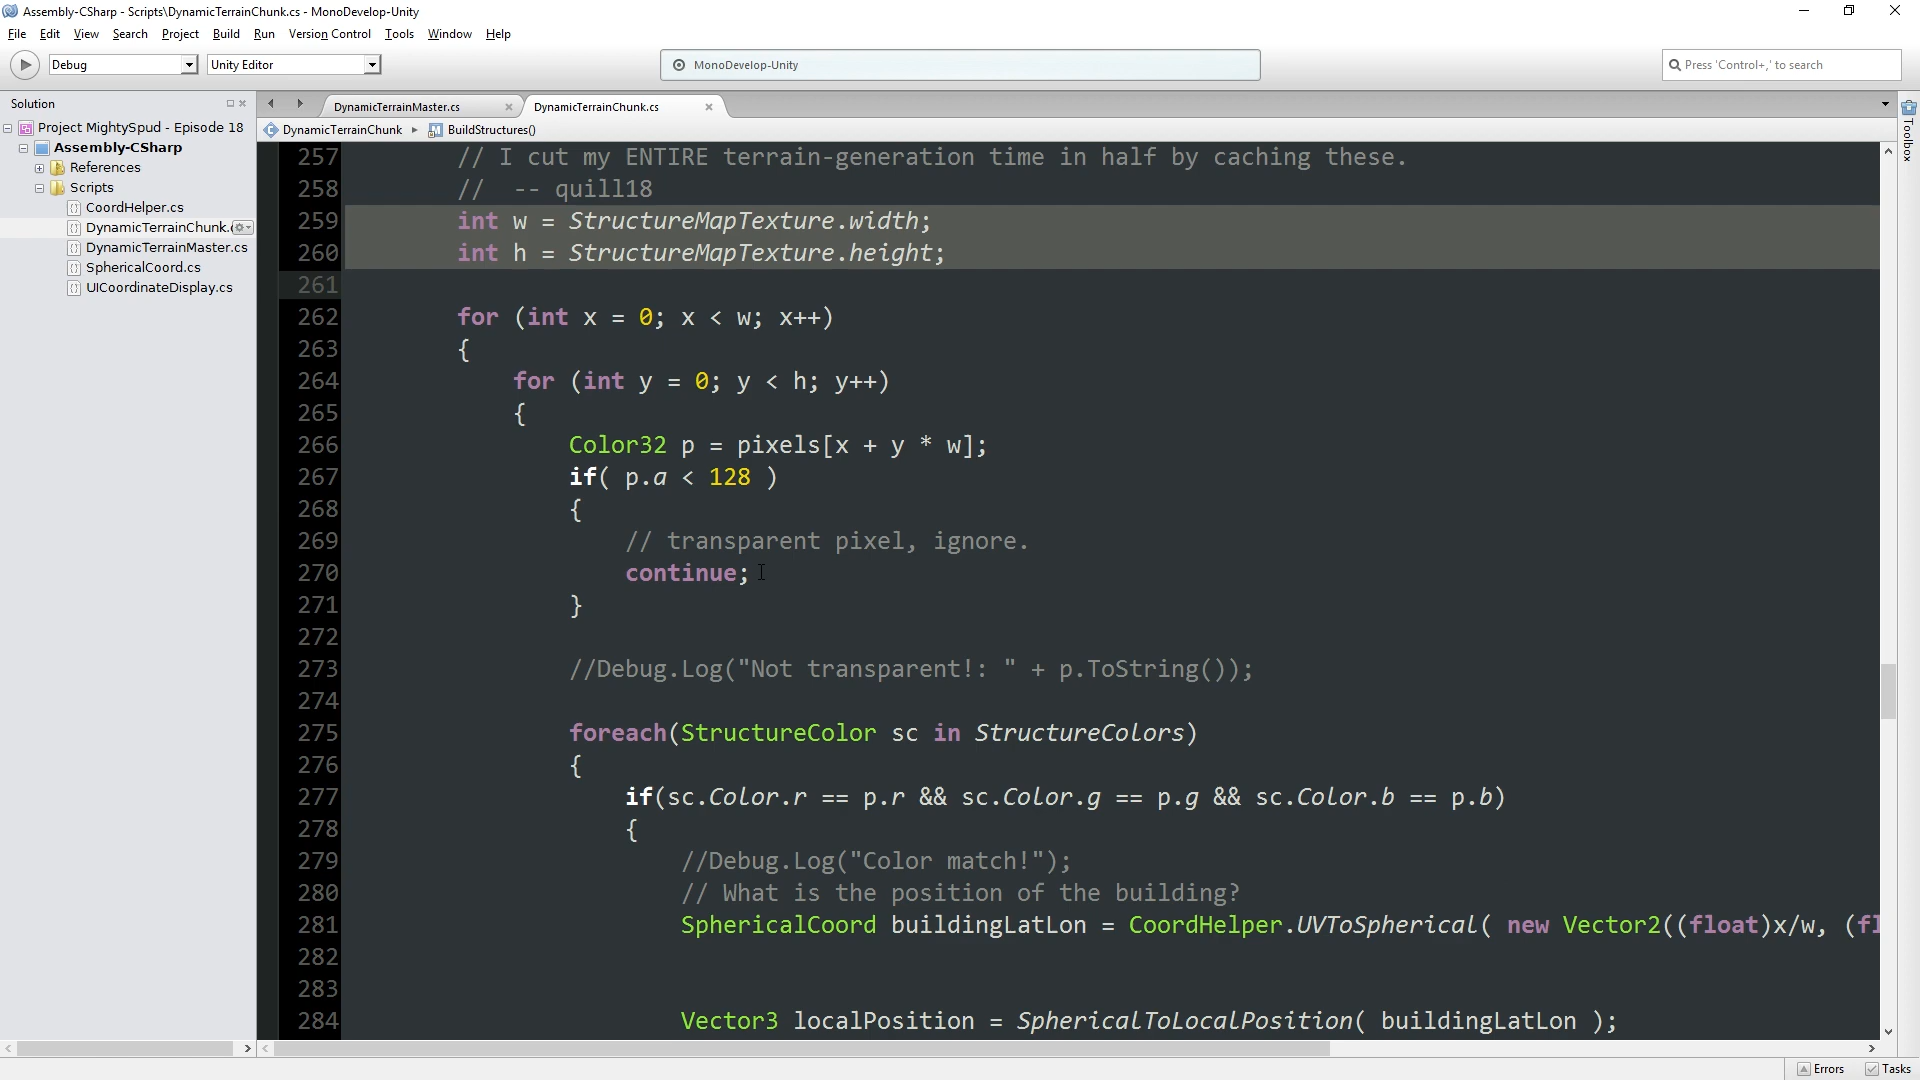 Assembly-CSharp - Scripts\DynamicTerrainChunk.cs - MonoDevelop-Unity
File Edit View Search Project Build Run Version Control Tools Window Help
Debug Unity Editor MonoDevelop-Unity Press 'Control+,' to search
Solution
Project MightySpud - Episode 18
Assembly-CSharp
References
Scripts
CoordHelper.cs
DynamicTerrainChunk.
DynamicTerrainMaster.cs
SphericalCoord.cs
UICoordinateDisplay.cs
DynamicTerrainMaster.cs DynamicTerrainChunk.cs
DynamicTerrainChunk BuildStructures()
257 // I cut my ENTIRE terrain-generation time in half by caching these.
258 // -- quill18
259 int w = StructureMapTexture.width;
260 int h = StructureMapTexture.height;
261
262 for (int x = 0; x < w; x++)
263 {
264 for (int y = 0; y < h; y++)
265 {
266 Color32 p = pixels[x + y * w];
267 if( p.a < 128 )
268 {
269 // transparent pixel, ignore.
270 continue;
271 }
272
273 //Debug.Log("Not transparent!: " + p.ToString());
274
275 foreach(StructureColor sc in StructureColors)
276 {
277 if(sc.Color.r == p.r && sc.Color.g == p.g && sc.Color.b == p.b)
278 {
279 //Debug.Log("Color match!");
280 // What is the position of the building?
281 SphericalCoord buildingLatLon = CoordHelper.UVToSpherical( new Vector2((float)x/w, (fl
282
283
284 Vector3 localPosition = SphericalToLocalPosition( buildingLatLon );
Toolbox
Errors Tasks